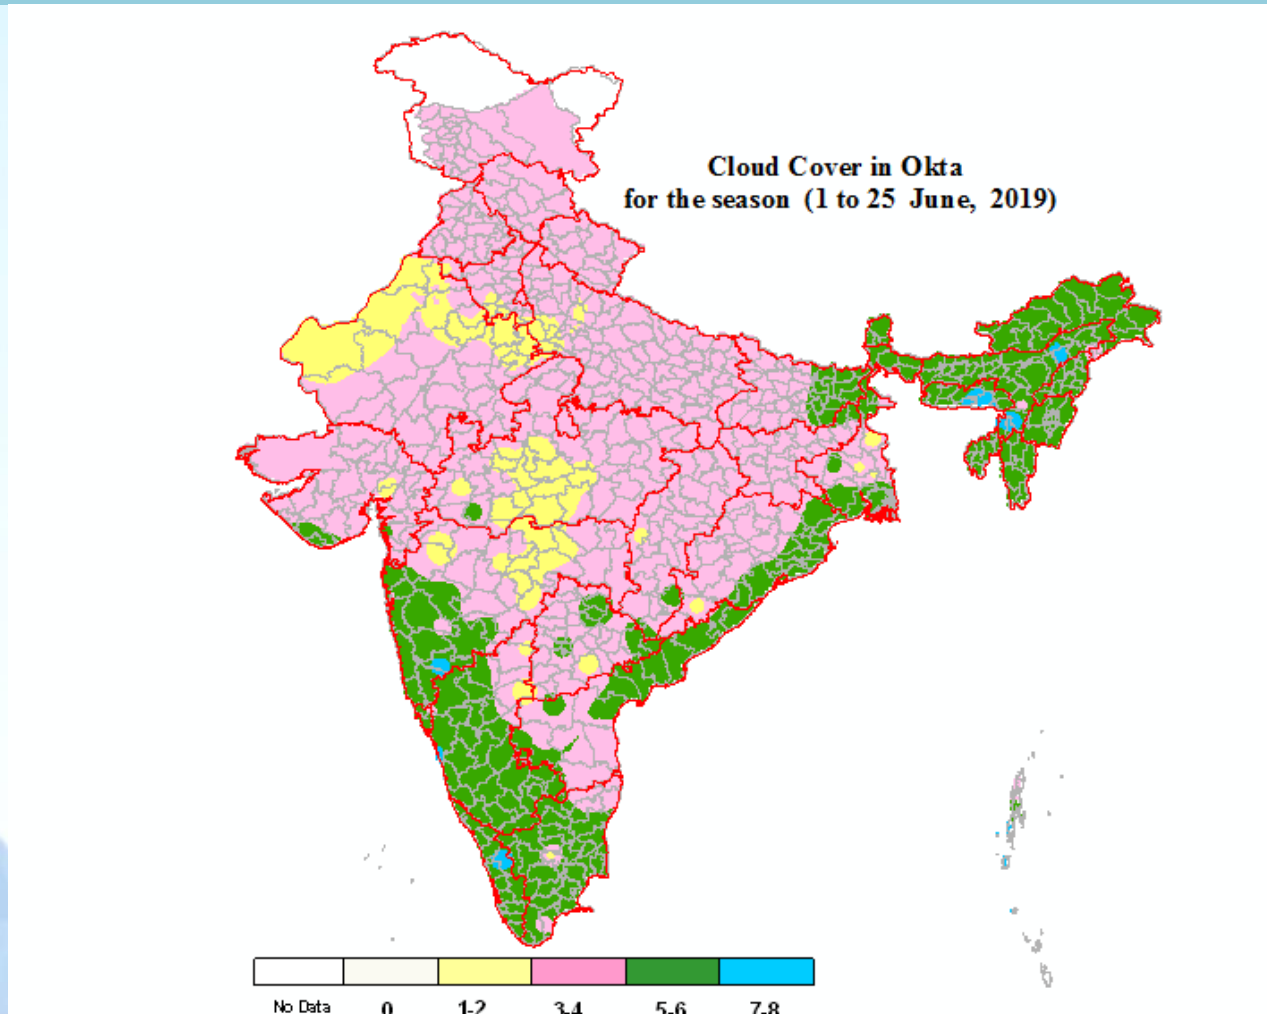 Cloud Cover in Okta
for the season (1 to 25 June, 2019)
No Data 0 1-2 3-4 5-6 7-8